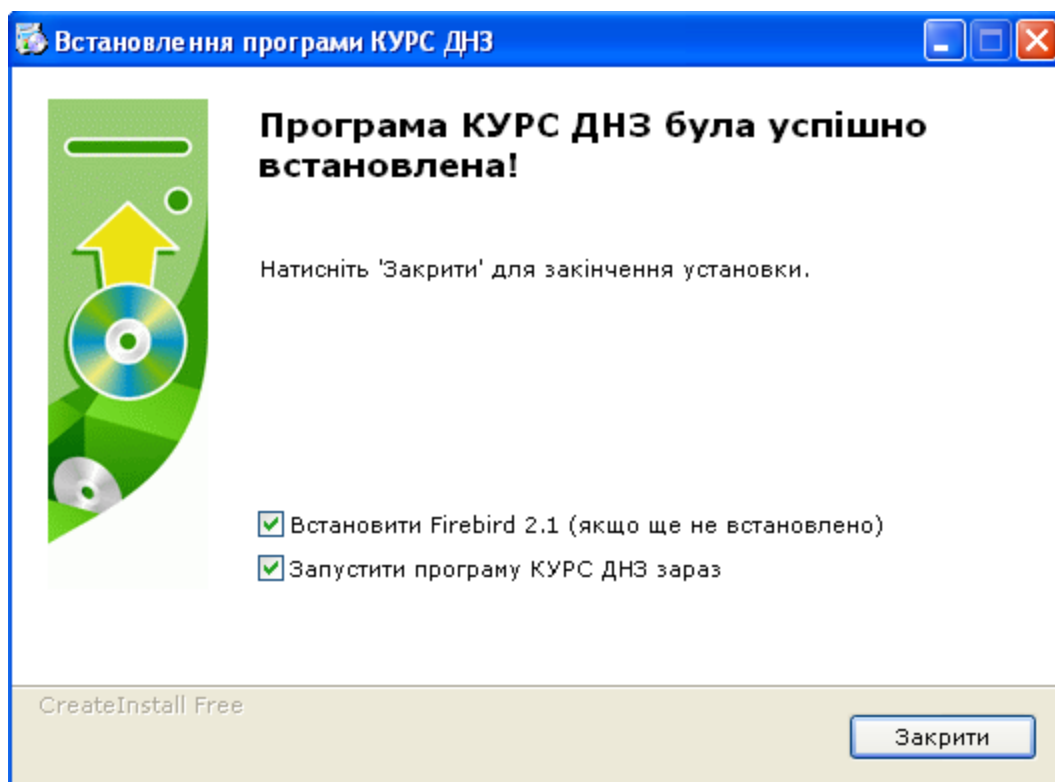 Встановлення програми КУРС ДНЗ
Програма КУРС ДНЗ була успішно
встановлена!
Натисніть 'Закрити' для закінчення установки.
Встановити Firebird 2.1 (якщо ще не встановлено)
Запустити програму КУРС ДНЗ зараз
CreateInstall Free
Закрити